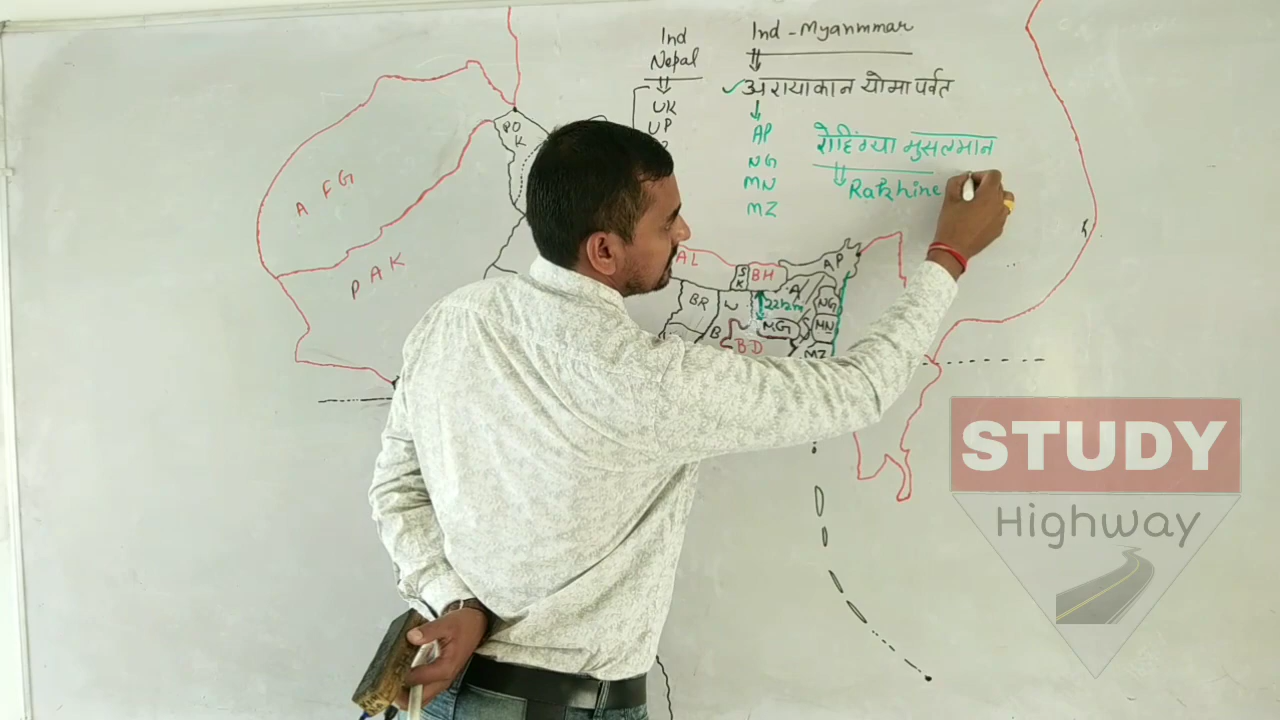 Ind
Nepal
UK
UP
Ind - Myanmmar
अरायाकान योमा पर्वत
AP
NG
MN
MZ
रोहिंग्या मुसलमान
Rakhine
AFG
PAK
POK
AL
SK
BH
AP
A
BR
W
B
22km
NG
MG
MN
BD
MZ
STUDY
Highway